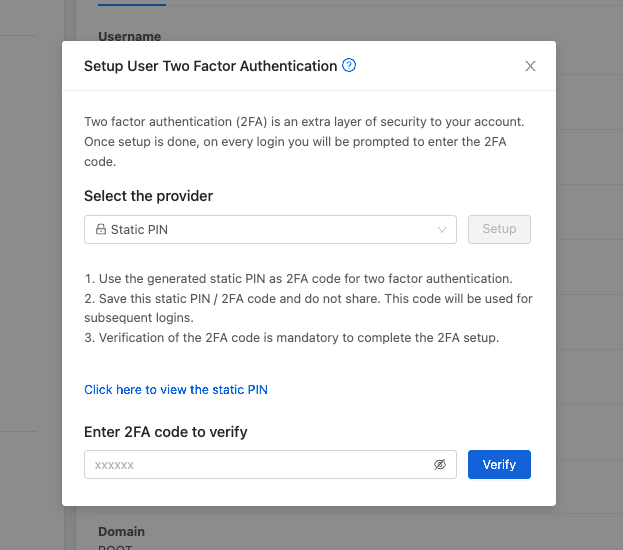 Username
Setup User Two Factor Authentication
Two factor authentication (2FA) is an extra layer of security to your account.
Once setup is done, on every login you will be prompted to enter the 2FA
code.
Select the provider
Static PIN
Setup
1. Use the generated static PIN as 2FA code for two factor authentication.
2. Save this static PIN / 2FA code and do not share. This code will be used for
subsequent logins.
3. Verification of the 2FA code is mandatory to complete the 2FA setup.
Click here to view the static PIN
Enter 2FA code to verify
xxxxxx
Verify
Domain
ROOT